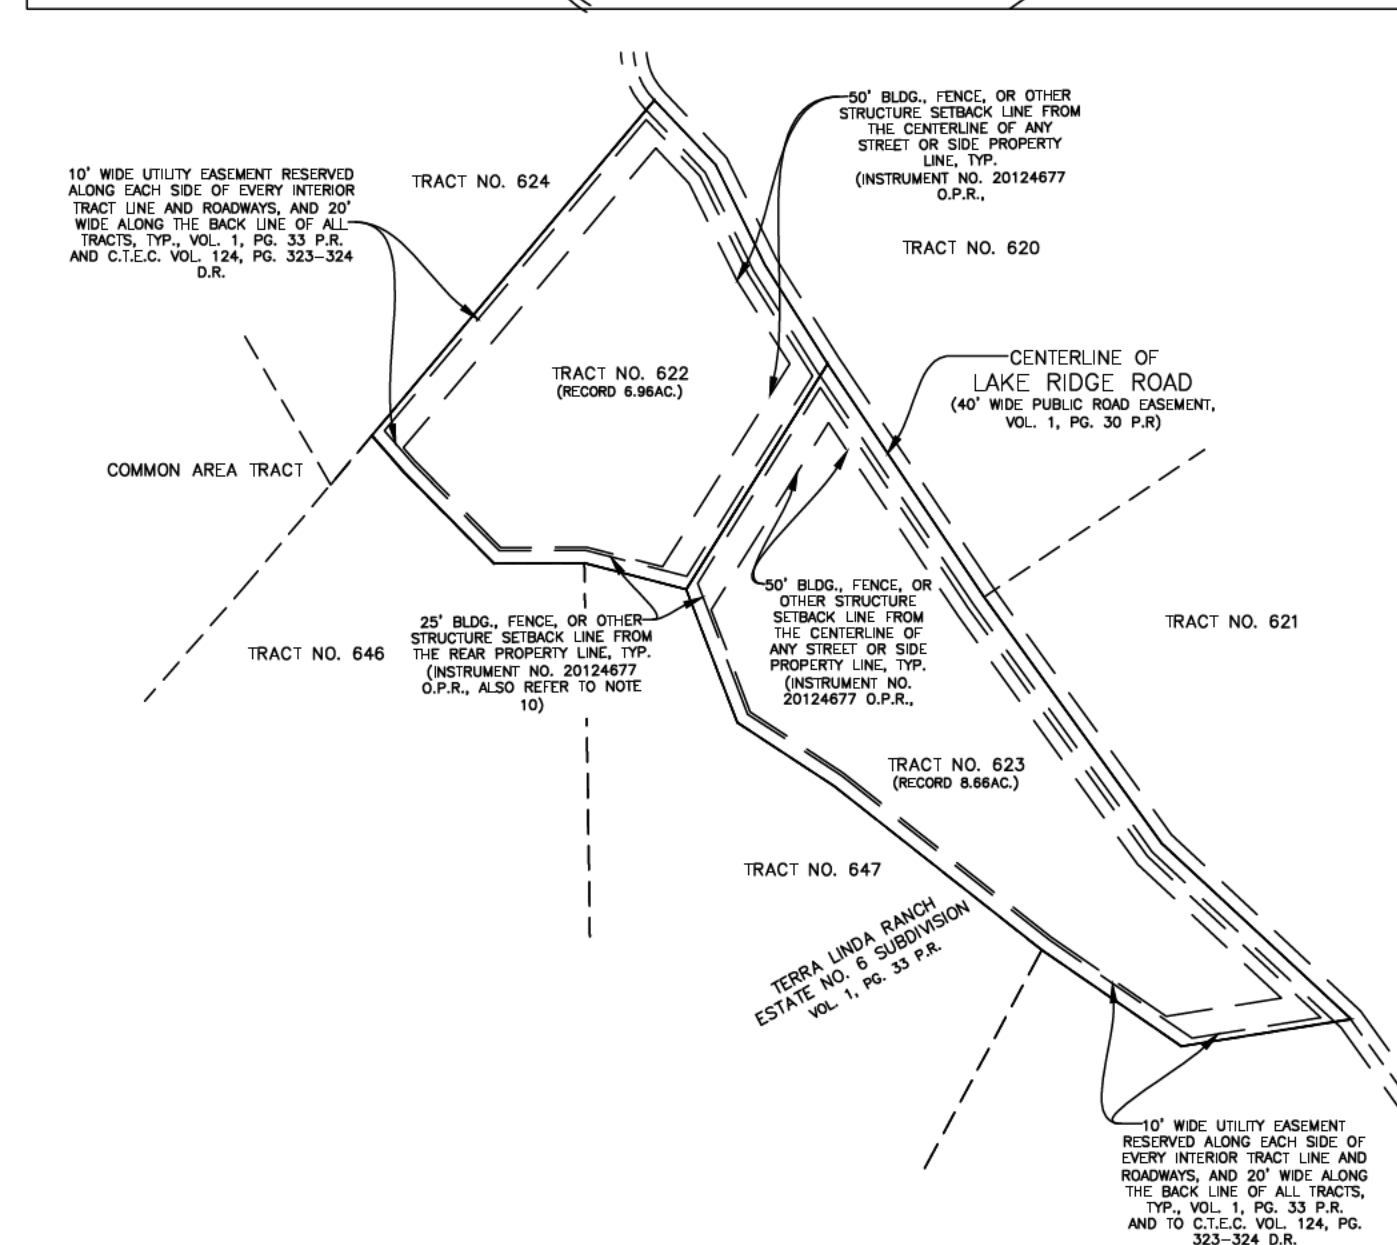 50' BLDG., FENCE, OR OTHER
STRUCTURE SETBACK LINE FROM
THE CENTERLINE OF ANY
STREET OR SIDE PROPERTY
LINE, TYP.
(INSTRUMENT NO. 20124677
O.P.R.,
10' WIDE UTILITY EASEMENT RESERVED
ALONG EACH SIDE OF EVERY INTERIOR
TRACT LINE AND ROADWAYS, AND 20'
WIDE ALONG THE BACK LINE OF ALL
TRACTS, TYP., VOL. 1, PG. 33 P.R.
AND C.T.E.C. VOL. 124, PG. 323-324
D.R.
TRACT NO. 624
TRACT NO. 620
TRACT NO. 622
(RECORD 6.96AC.)
CENTERLINE OF
LAKE RIDGE ROAD
(40' WIDE PUBLIC ROAD EASEMENT,
VOL. 1, PG. 30 P.R)
COMMON AREA TRACT
50' BLDG., FENCE, OR
OTHER STRUCTURE
SETBACK LINE FROM
THE CENTERLINE OF
ANY STREET OR SIDE
PROPERTY LINE, TYP.
(INSTRUMENT NO.
20124677 O.P.R.,
25' BLDG., FENCE, OR OTHER
STRUCTURE SETBACK LINE FROM
THE REAR PROPERTY LINE, TYP.
(INSTRUMENT NO. 20124677
O.P.R., ALSO REFER TO NOTE
10)
TRACT NO. 646
TRACT NO. 621
TRACT NO. 623
(RECORD 8.66AC.)
TRACT NO. 647
TERRA LINDA RANCH
ESTATE NO. 6 SUBDIVISION
VOL. 1, PG. 33 P.R.
10' WIDE UTILITY EASEMENT
RESERVED ALONG EACH SIDE OF
EVERY INTERIOR TRACT LINE AND
ROADWAYS, AND 20' WIDE ALONG
THE BACK LINE OF ALL TRACTS,
TYP., VOL. 1, PG. 33 P.R.
AND TO C.T.E.C. VOL. 124, PG.
323-324 D.R.